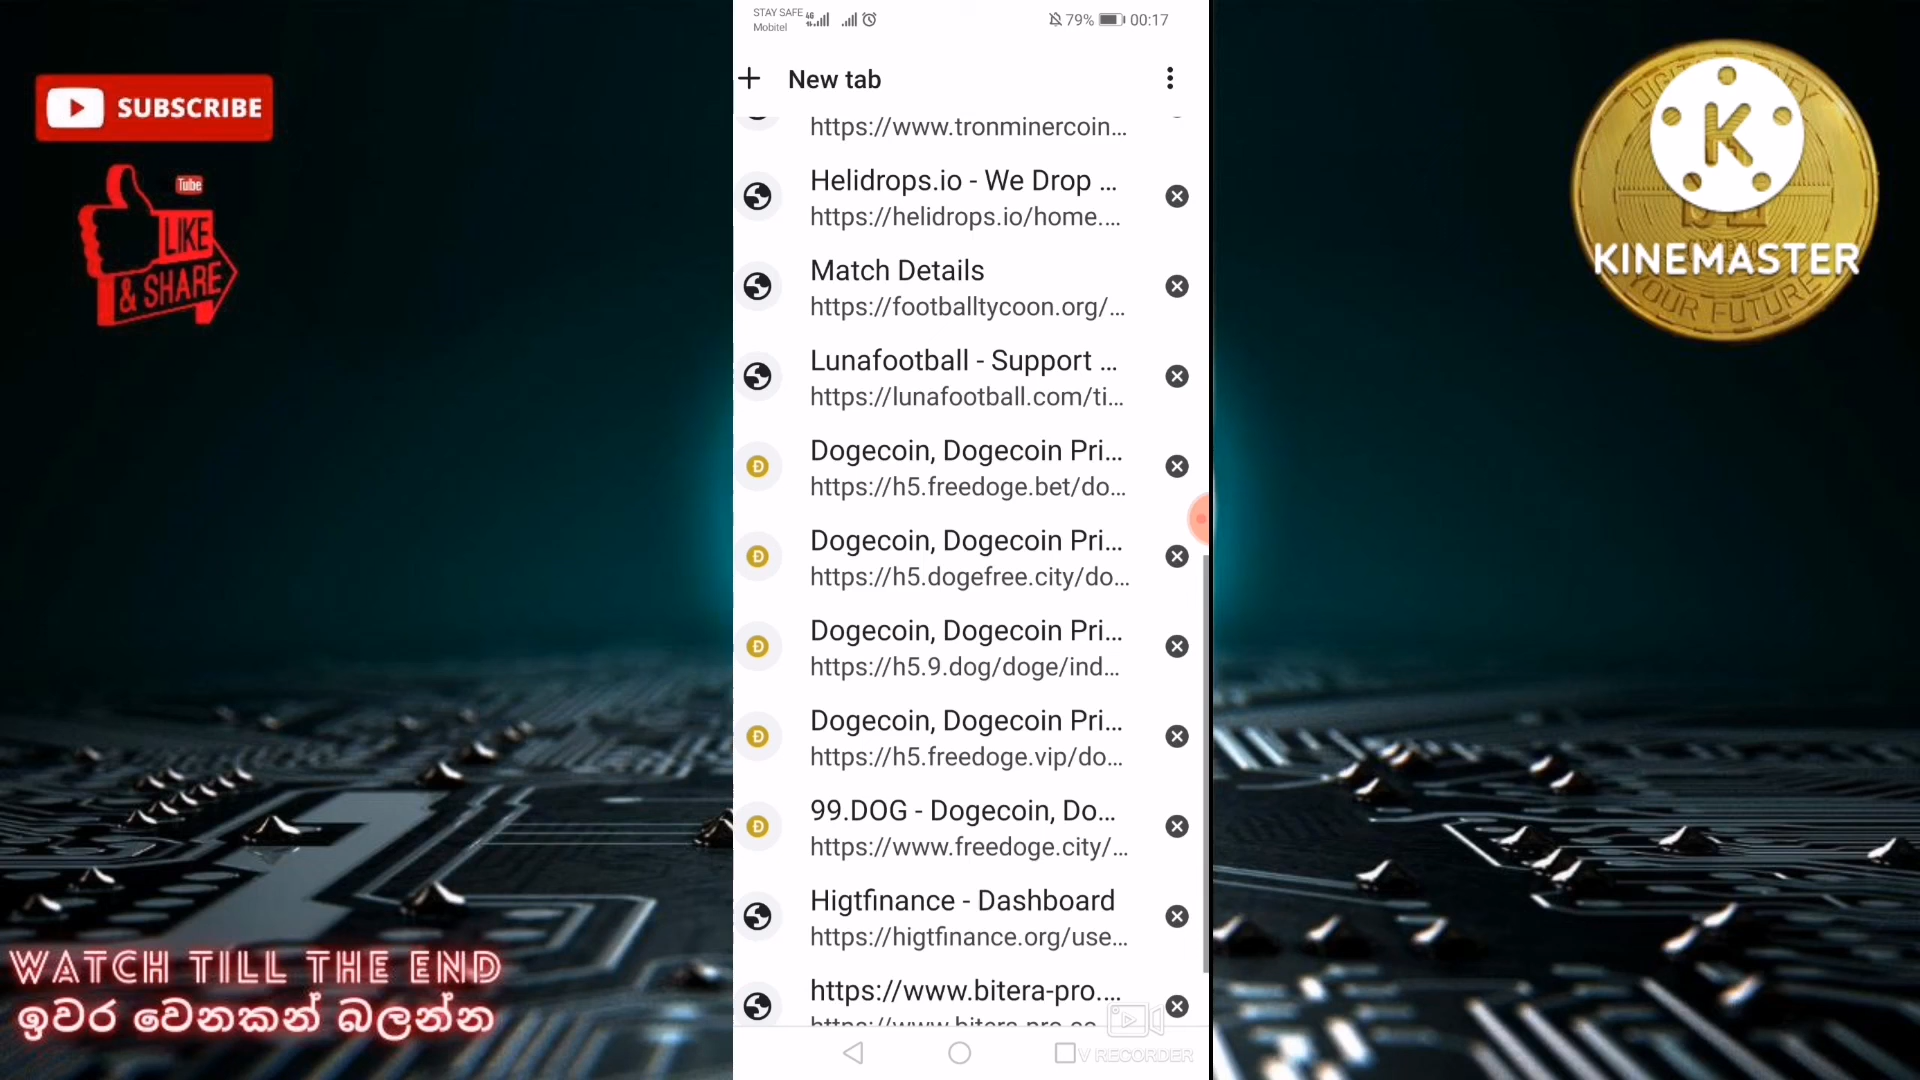 STAY SAFE
Mobitel
4G
79%
00:17
New tab
https://www.tronminercoin...
Helidrops.io - We Drop ...
https://helidrops.io/home....
Match Details
https://footballtycoon.org/...
Lunafootball - Support ...
https://lunafootball.com/ti...
Dogecoin, Dogecoin Pri...
https://h5.freedoge.bet/do...
Dogecoin, Dogecoin Pri...
https://h5.dogefree.city/do...
Dogecoin, Dogecoin Pri...
https://h5.9.dog/doge/ind...
Dogecoin, Dogecoin Pri...
https://h5.freedoge.vip/do...
99.DOG - Dogecoin, Do...
https://www.freedoge.city/...
Higtfinance - Dashboard
https://higtfinance.org/use...
https://www.bitera-pro....
V RECORDER
SUBSCRIBE
Tube
LIKE
& SHARE
K
KINEMASTER
YOUR FUTURE
WATCH TILL THE END
ඉවර වෙනකන් බලන්න